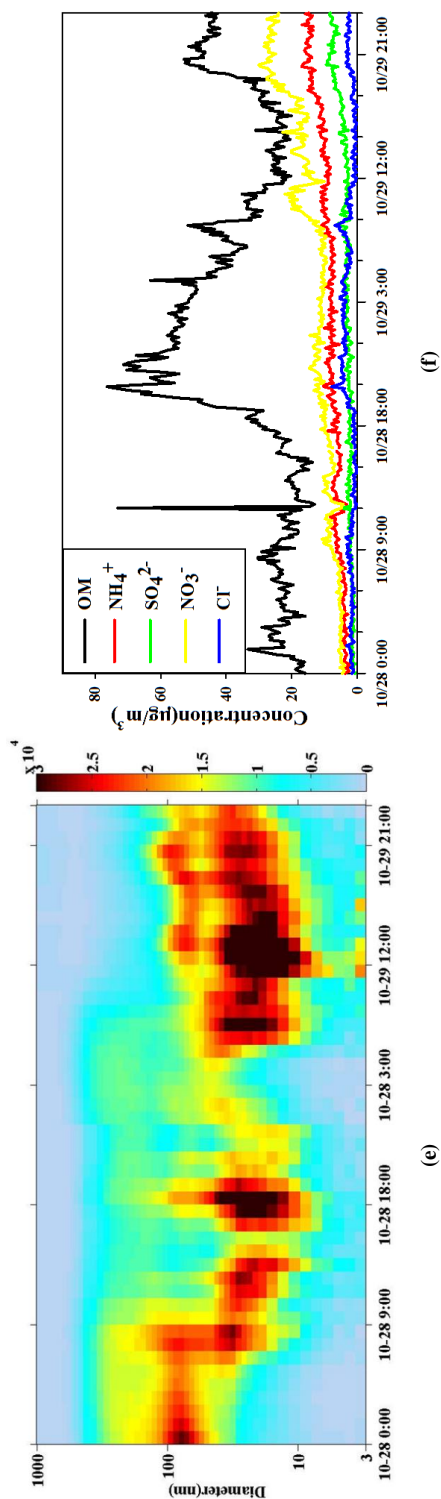 X 10⁴
1000
100
10
3
Diameter(nm)
3
2.5
2
1.5
1
0.5
0
10-28 0:00
10-28 9:00
10-28 18:00
10-28 3:00
10-29 12:00
10-29 21:00
(e)
OM
NH₄⁺
SO₄²⁻
NO₃⁻
Cl⁻
80
60
40
20
0
Concentration(μg/m³)
10/28 0:00
10/28 9:00
10/28 18:00
10/29 3:00
10/29 12:00
10/29 21:00
(f)